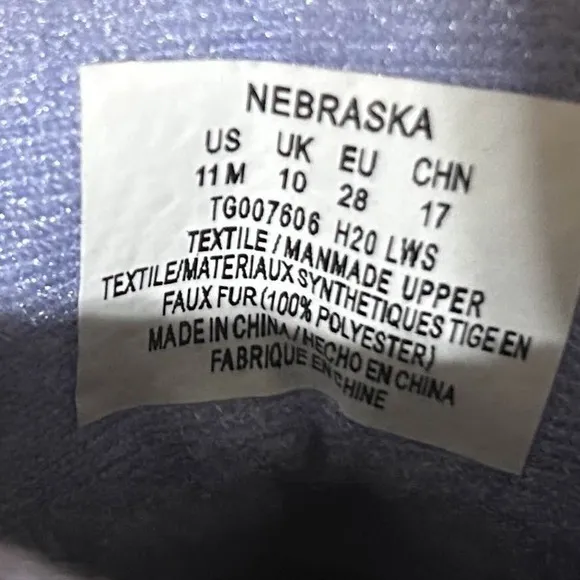 NEBRASKA
US UK EU CHN
11 M 10 28 17
TG007606 H20 LWS
TEXTILE / MANMADE UPPER
TEXTILE/MATERIAUX SYNTHETIQUES TIGE EN
FAUX FUR (100% POLYESTER)
MADE IN CHINA / HECHO EN CHINA
FABRIQUE EN CHINE